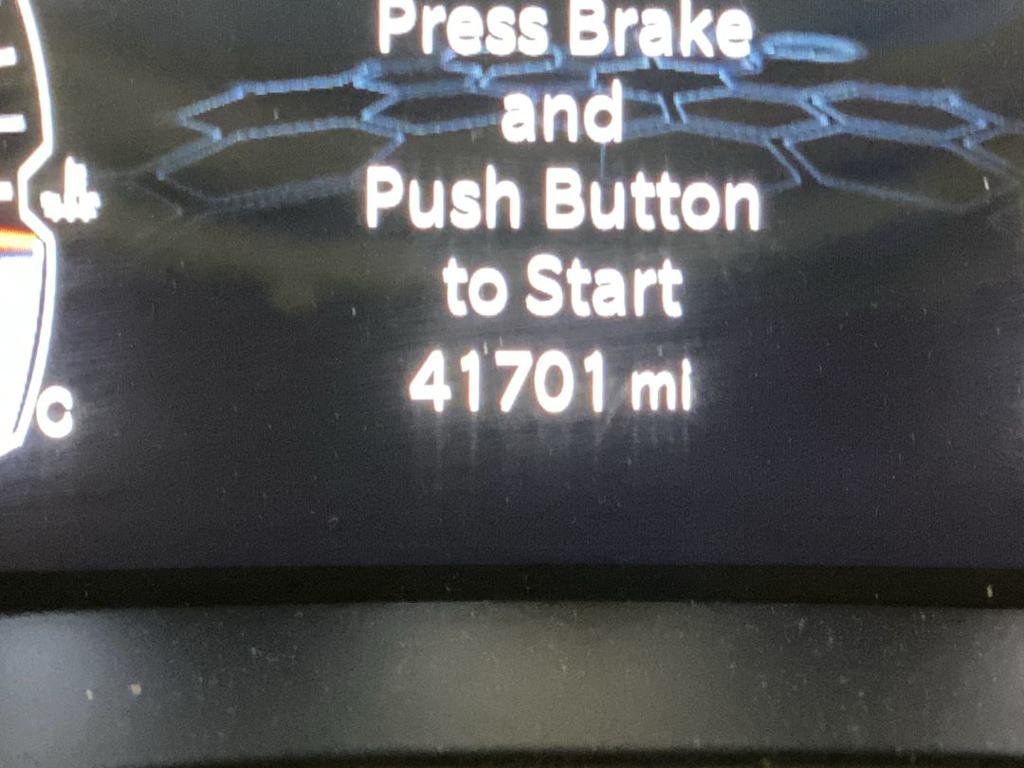 Press Brake
and
Push Button
to Start
41701 mi
C